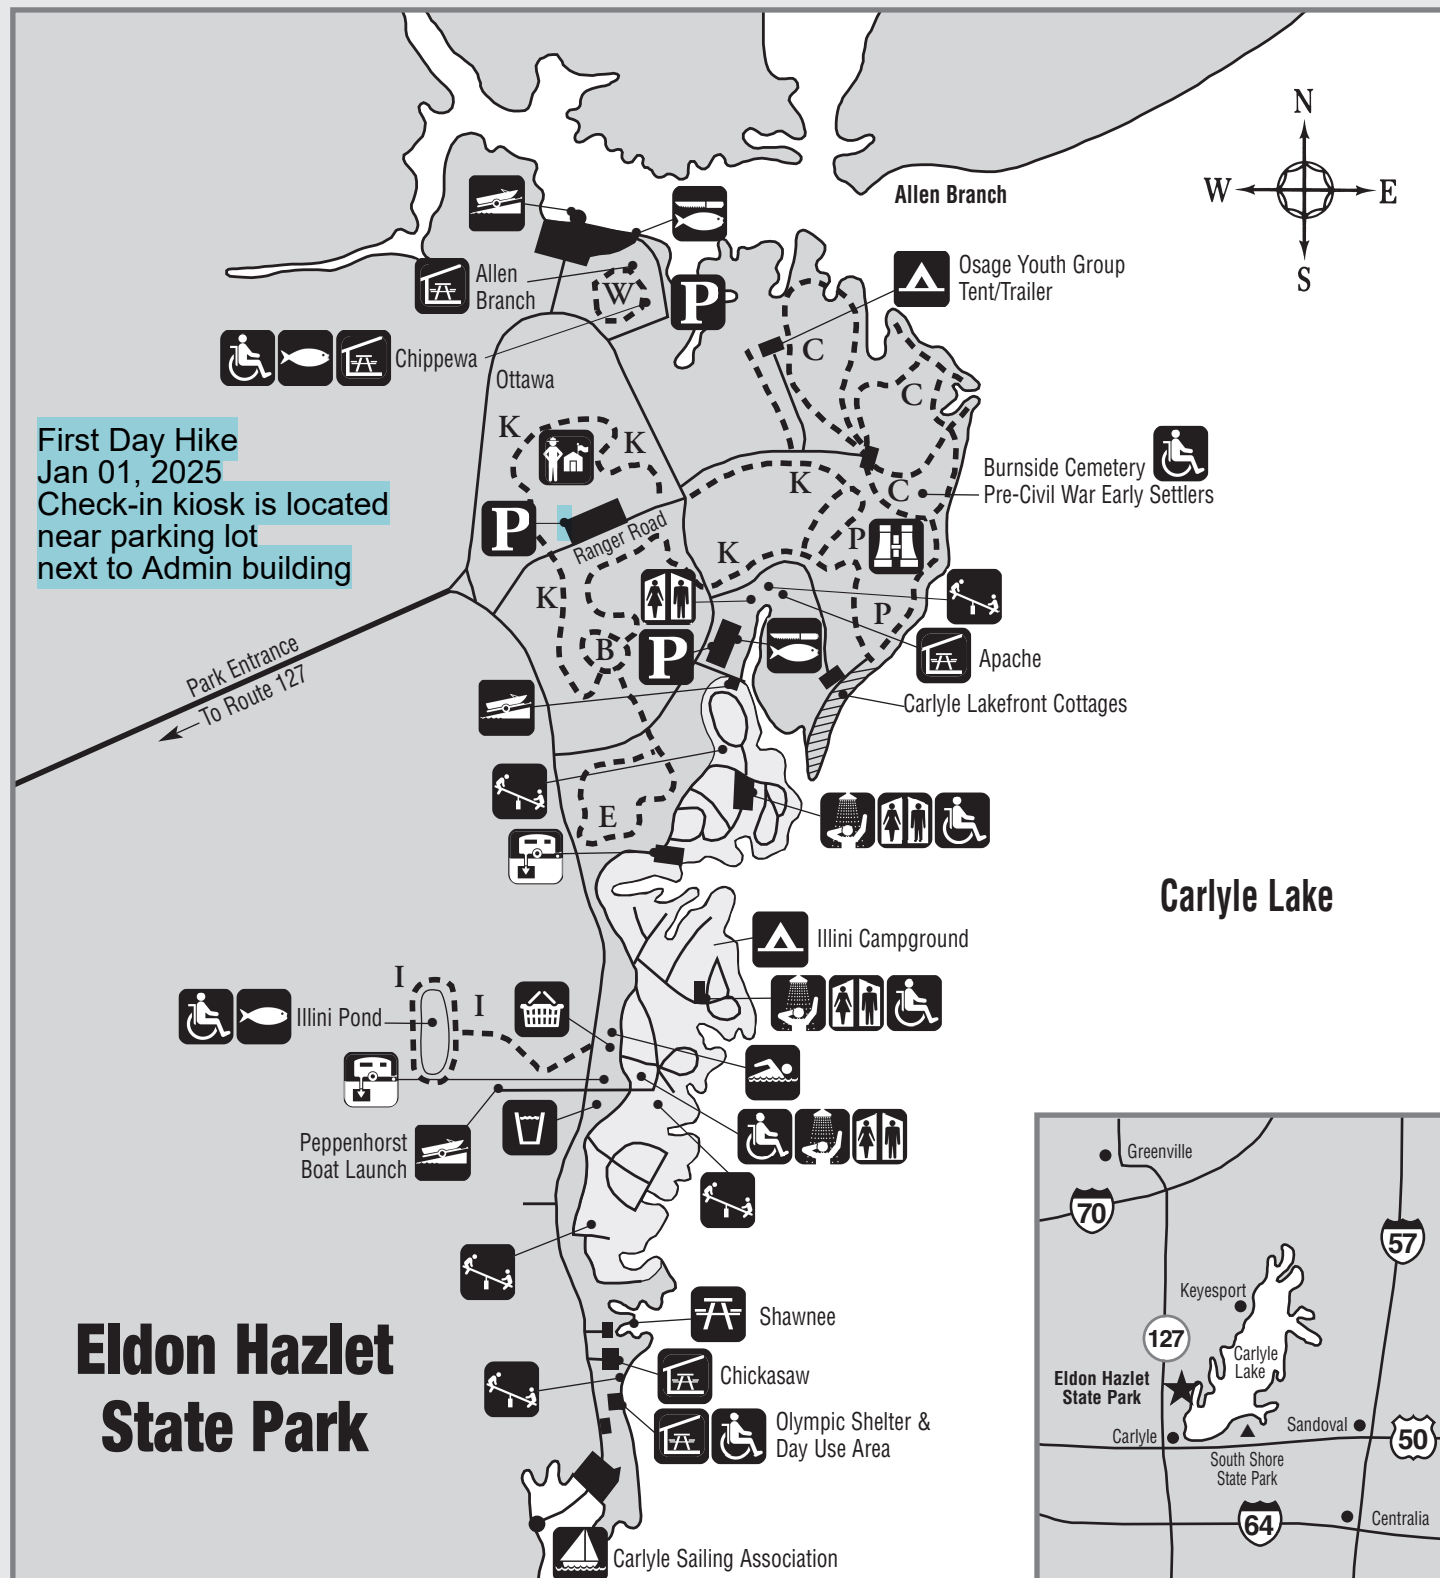 N
W
E
S
Allen Branch
Osage Youth Group
Tent/Trailer
Allen
Branch
W
P
Chippewa
C
Ottawa
C
First Day Hike
Jan 01, 2025
Check-in kiosk is located
near parking lot
next to Admin building
K
K
Burnside Cemetery
Pre-Civil War Early Settlers
K
C
P
Ranger Road
K
P
K
P
B
P
Apache
Park Entrance
To Route 127
Carlyle Lakefront Cottages
E
Carlyle Lake
Illini Campground
I
I
Illini Pond
Peppenhorst
Boat Launch
Greenville
70
57
Keyesport
127
Carlyle
Lake
Eldon Hazlet
State Park
Sandoval
Carlyle
50
South Shore
State Park
64
Centralia
Shawnee
Eldon Hazlet
State Park
Chickasaw
Olympic Shelter &
Day Use Area
Carlyle Sailing Association